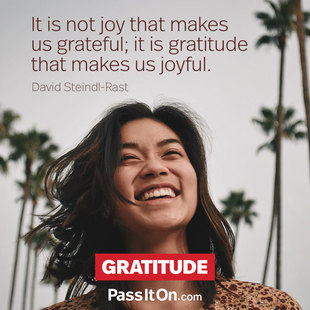 It is not joy that makes
us grateful; it is gratitude
that makes us joyful.
David Steindl-Rast
GRATITUDE
PassItOn.com